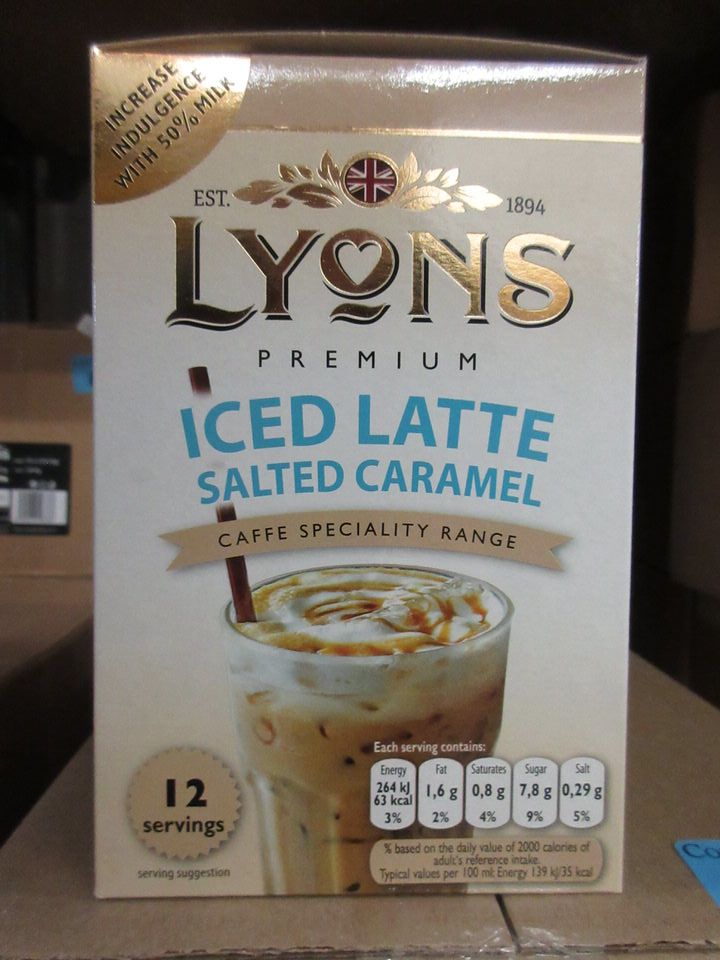 INCREASE
INDULGENCE
WITH 50% MILK
EST. 1894
LYONS
PREMIUM
ICED LATTE
SALTED CARAMEL
CAFFE SPECIALITY RANGE
12
servings
serving suggestion
Each serving contains:
Energy Fat Saturates Sugar Salt
264 kJ
63 kcal 1,6 g 0,8 g 7,8 g 0,29 g
3% 2% 4% 9% 5%
% based on the daily value of 2000 calories of
adult's reference intake.
Typical values per 100 ml: Energy 139 kJ/35 kcal
Co